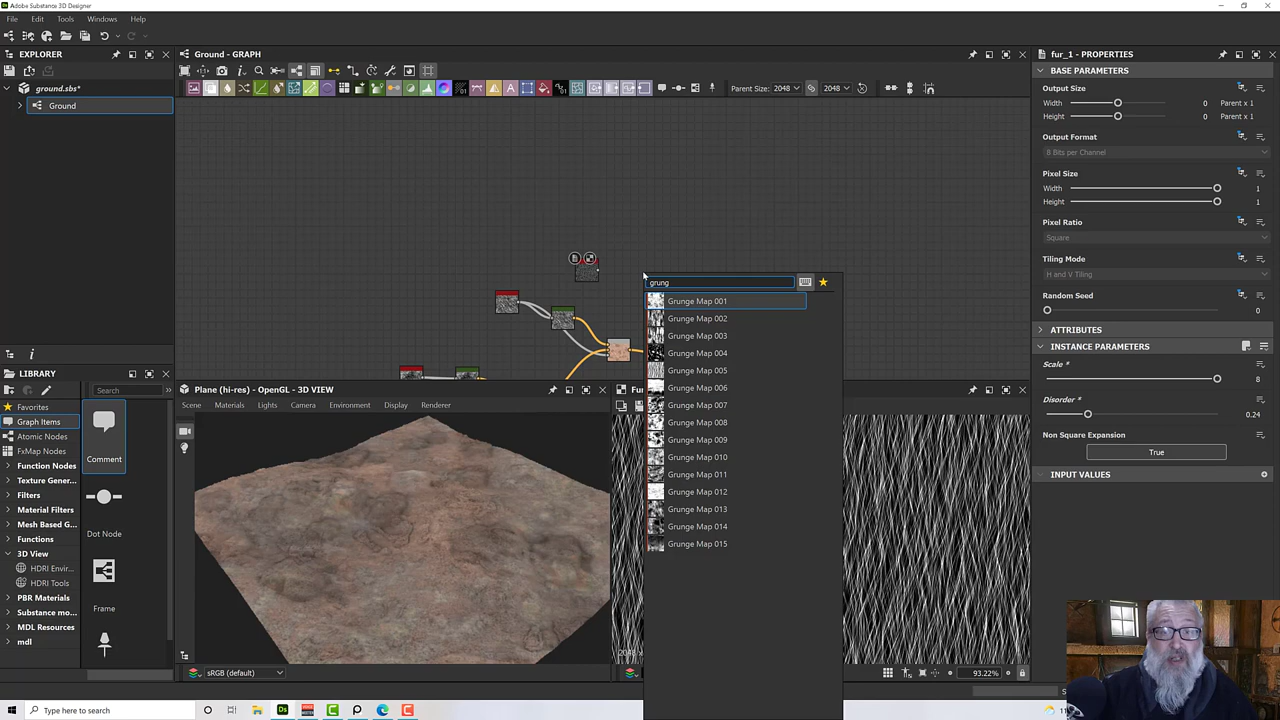 Adobe Substance 3D Designer
File Edit Tools Windows Help
EXPLORER
ground.sbs*
Ground
Ground - GRAPH
Parent Size: 2048 2048
grung
Grunge Map 001
Grunge Map 002
Grunge Map 003
Grunge Map 004
Grunge Map 005
Grunge Map 006
Grunge Map 007
Grunge Map 008
Grunge Map 009
Grunge Map 010
Grunge Map 011
Grunge Map 012
Grunge Map 013
Grunge Map 014
Grunge Map 015
LIBRARY
Search
Favorites
Graph Items
Atomic Nodes
FxMap Nodes
Function Nodes
Texture Gener...
Filters
Material Filters
Mesh Based G...
Functions
3D View
HDRI Envir...
HDRI Tools
PBR Materials
Substance mo...
MDL Resources
mdl
Comment
Dot Node
Frame
Plane (hi-res) - OpenGL - 3D VIEW
Scene Materials Lights Camera Environment Display Renderer
sRGB (default)
93.22%
fur_1 - PROPERTIES
BASE PARAMETERS
Output Size
Width 0 Parent x 1
Height 0 Parent x 1
Output Format
8 Bits per Channel
Pixel Size
Width 1
Height 1
Pixel Ratio
Square
Tiling Mode
H and V Tiling
Random Seed
0
ATTRIBUTES
INSTANCE PARAMETERS
Scale *
8
Disorder *
0.24
Non Square Expansion
True
INPUT VALUES
Type here to search